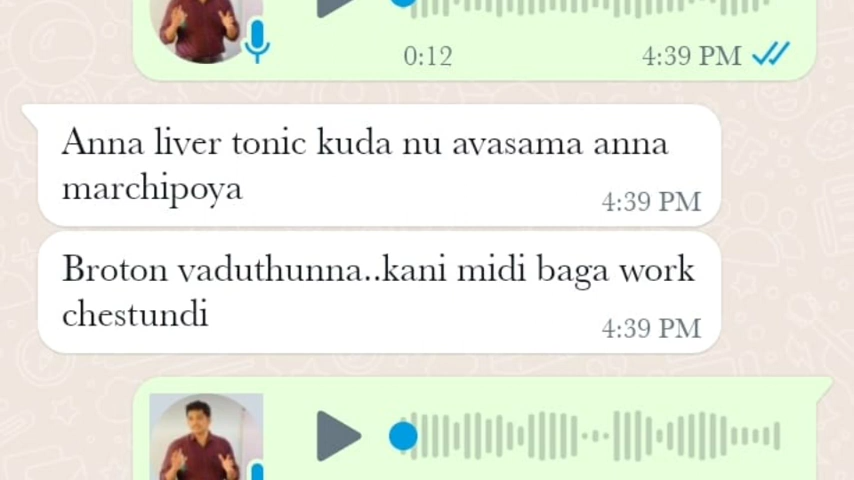 0:12 4:39 PM
Anna liver tonic kuda nu avasama anna
marchipoya
4:39 PM
Broton vaduthunna..kani midi baga work
chestundi
4:39 PM